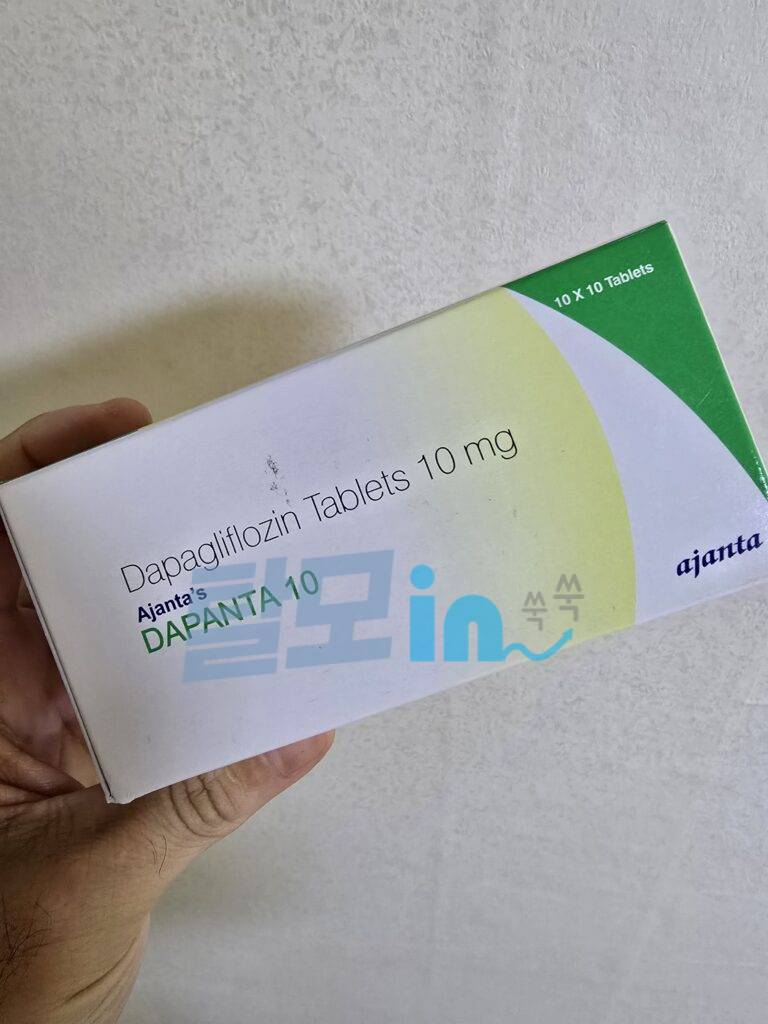 10 X 10 Tablets
Dapagliflozin Tablets 10 mg
Ajanta's
DAPANTA 10
ajanta
탈모in
쑥쑥